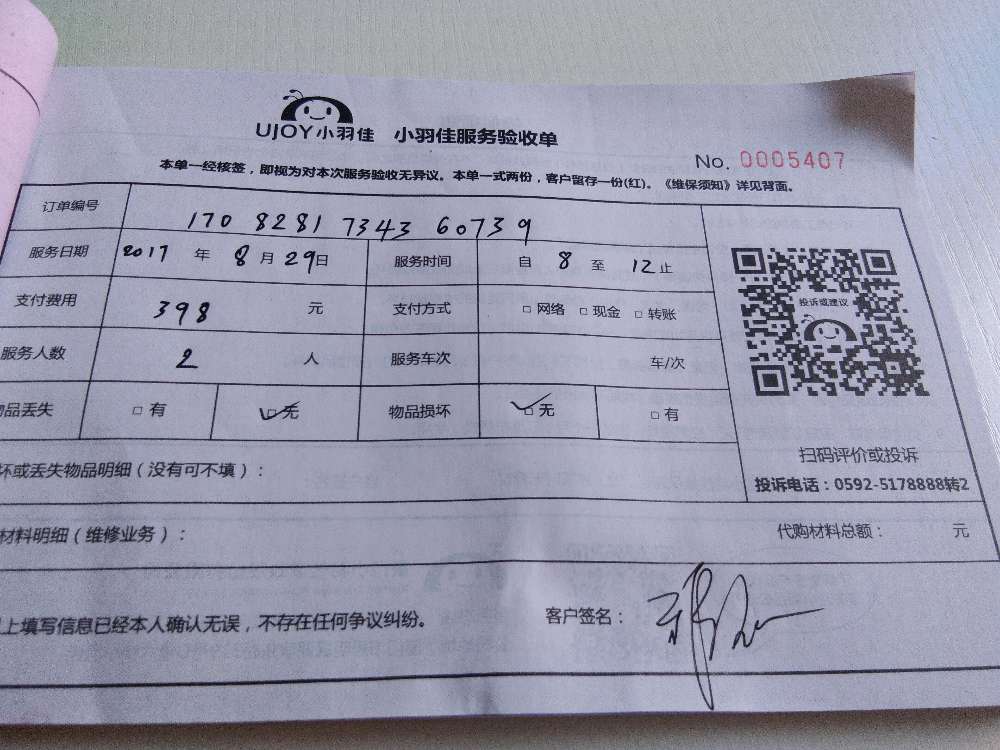 UJOY小羽佳 小羽佳服务验收单
No. 0005407
本单一经核签，即视为对本次服务验收无异议。本单一式两份，客户留存一份(红)。《维保须知》详见背面。
订单编号 170 8281 7343 60739
服务日期 2017 年 8 月 29 日 服务时间 自 8 至 12 止
支付费用 398 元 支付方式 □ 网络 □ 现金 □ 转账
投诉或建议
服务人数 2 人 服务车次 车/次
品丢失 □ 有 □ 无 物品损坏 □ 无 □ 有
扫码评价或投诉
投诉电话：0592-5178888转2
坏或丢失物品明细（没有可不填）：
材料明细（维修业务）： 代购材料总额： 元
上填写信息已经本人确认无误，不存在任何争议纠纷。 客户签名：